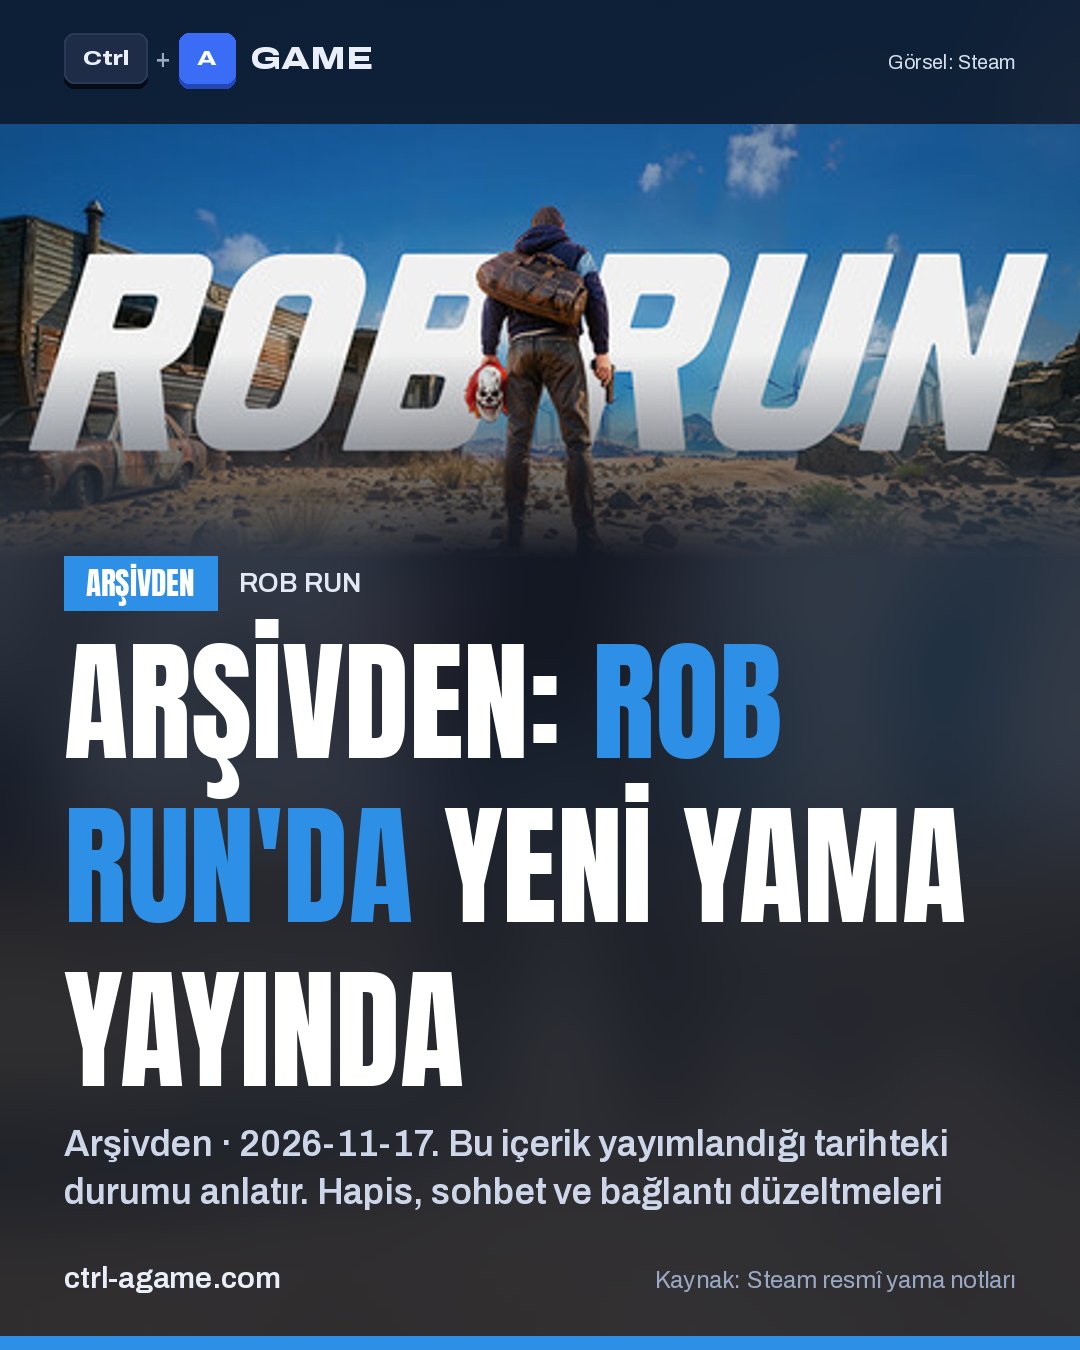 Ctrl + A GAME
Görsel: Steam
ROB RUN
ARŞİVDEN
ROB RUN
ARŞİVDEN: ROB
RUN'DA YENİ YAMA
YAYINDA
Arşivden · 2026-11-17. Bu içerik yayımlandığı tarihteki
durumu anlatır. Hapis, sohbet ve bağlantı düzeltmeleri
ctrl-agame.com
Kaynak: Steam resmî yama notları